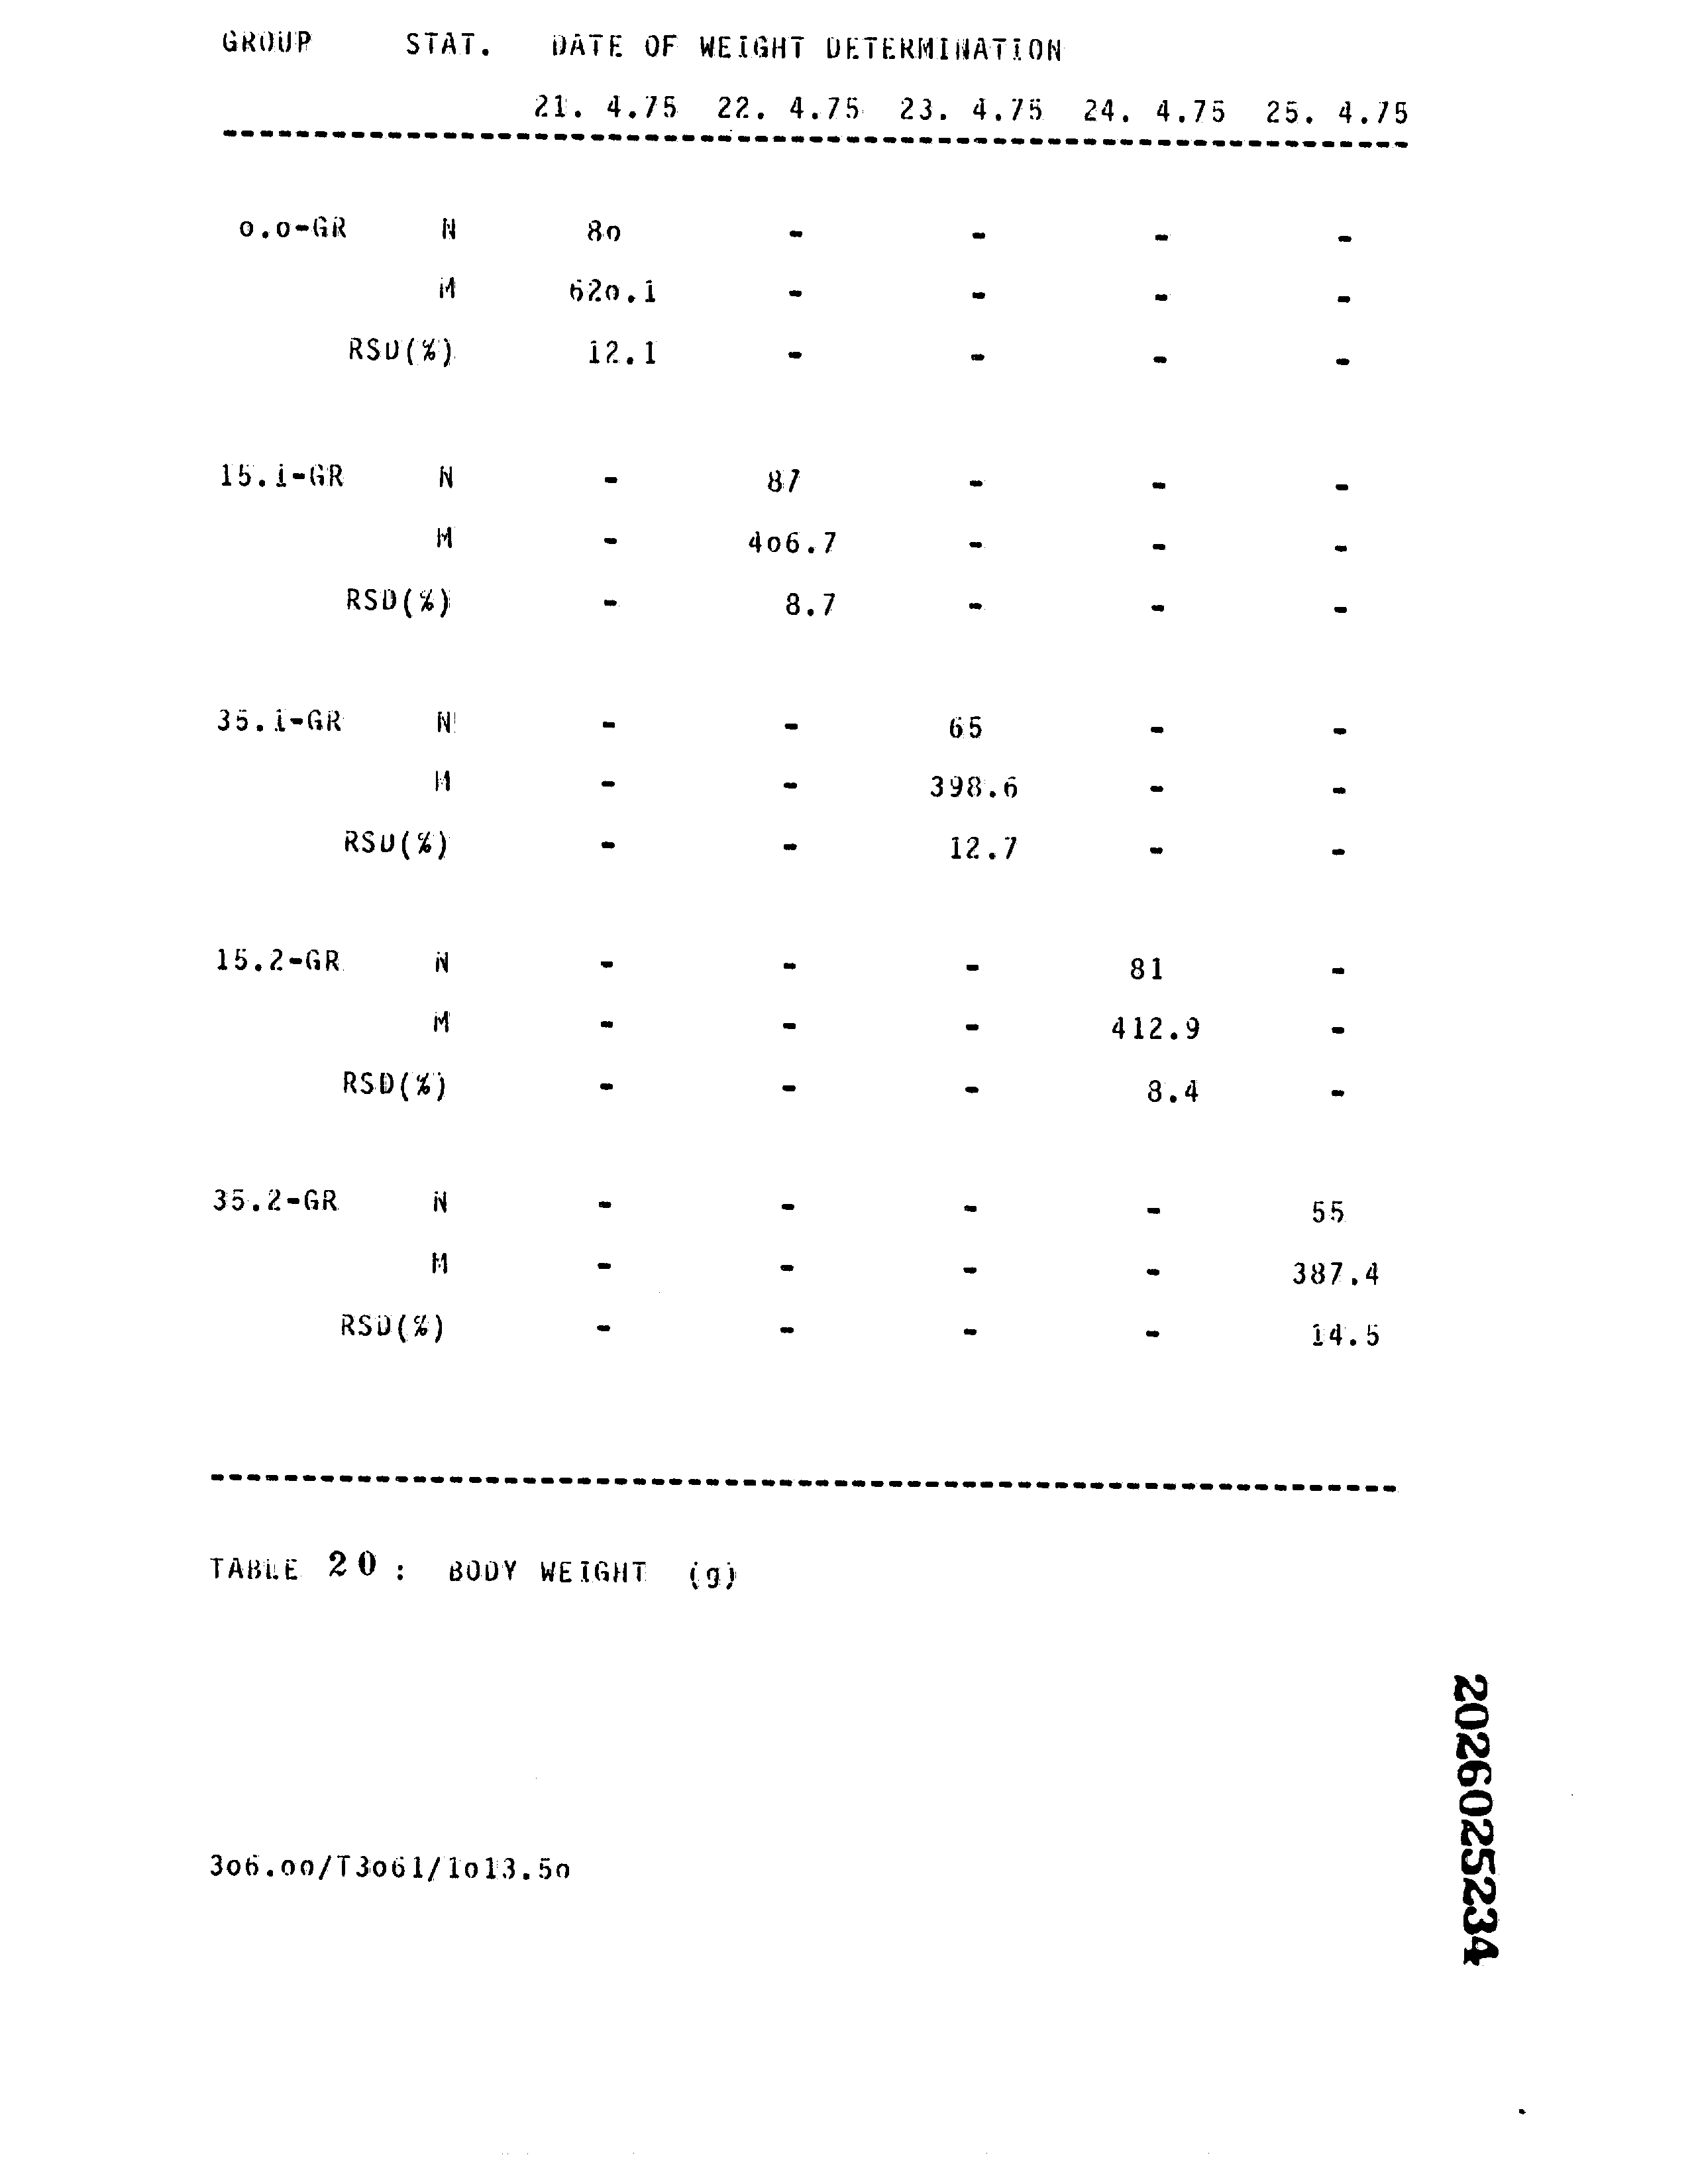 GROUP STAT. DATE OF WEIGHT DETERMINATION
21. 4.75 22. 4.75 23. 4.75 24. 4.75 25. 4.75
o.o-GR N 8o - - - -
M 62o.1 - - - -
RSD(%) 12.1 - - - -
15.1-GR N - 87 - - -
M - 4o6.7 - - -
RSD(%) - 8.7 - - -
35.1-GR N - - 65 - -
M - - 398.6 - -
RSD(%) - - 12.7 - -
15.2-GR N - - - 81 -
M - - - 412.9 -
RSD(%) - - - 8.4 -
35.2-GR N - - - - 55
M - - - - 387.4
RSD(%) - - - - 14.5
TABLE 20 : BODY WEIGHT (g)
3o6.oo/T3o61/1o13.5o
2026025234